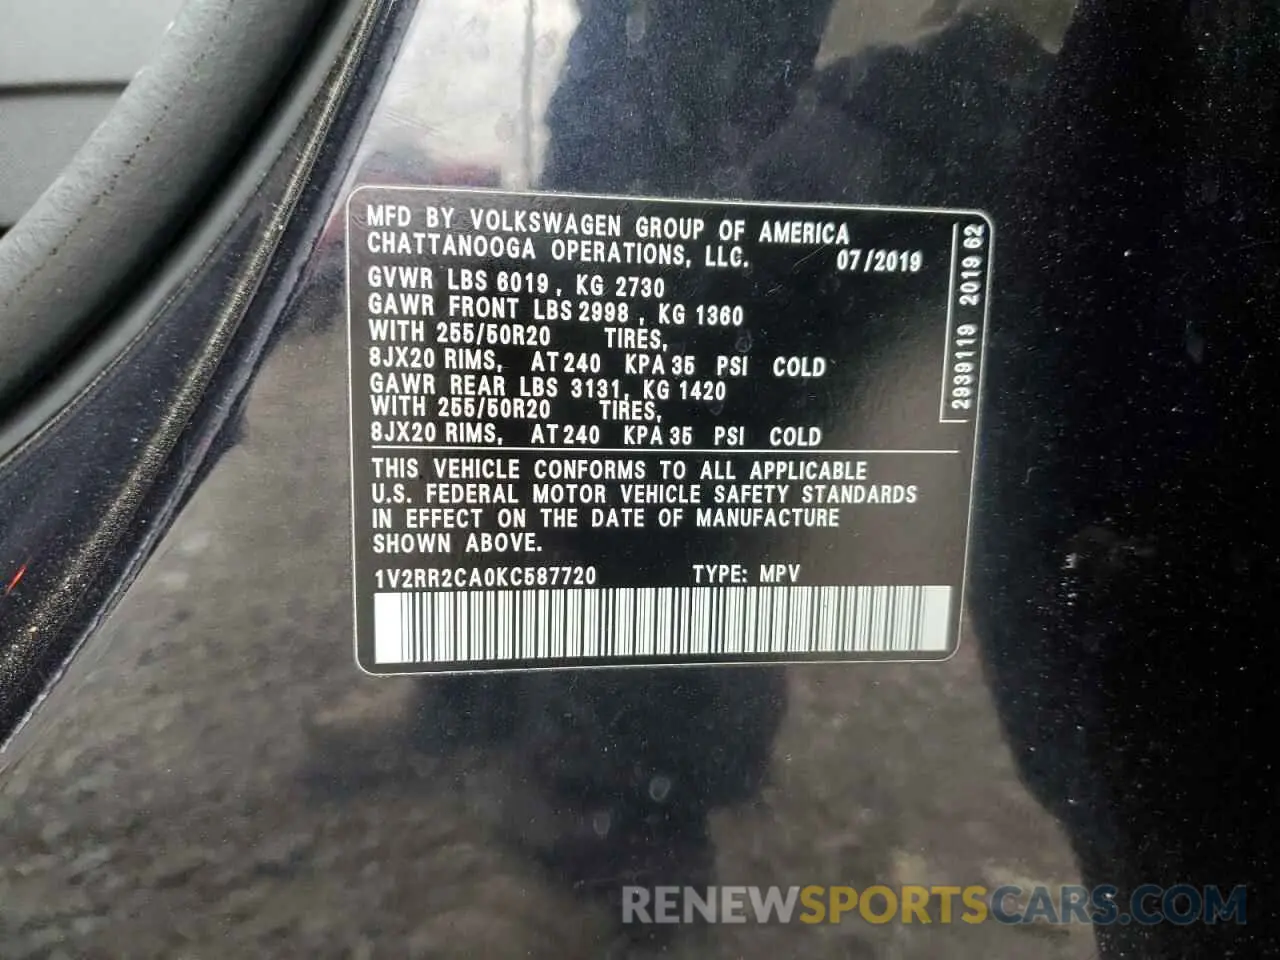 MFD BY VOLKSWAGEN GROUP OF AMERICA
CHATTANOOGA OPERATIONS, LLC. 07/2019
GVWR LBS 6019, KG 2730
GAWR FRONT LBS 2998, KG 1360
WITH 255/50R20 TIRES,
8JX20 RIMS, AT 240 KPA 35 PSI COLD
GAWR REAR LBS 3131, KG 1420
WITH 255/50R20 TIRES,
8JX20 RIMS, AT 240 KPA 35 PSI COLD
THIS VEHICLE CONFORMS TO ALL APPLICABLE
U.S. FEDERAL MOTOR VEHICLE SAFETY STANDARDS
IN EFFECT ON THE DATE OF MANUFACTURE
SHOWN ABOVE.
1V2RR2CA0KC587720 TYPE: MPV
2939119 2019 62
RENEWSPORTSCARS.COM